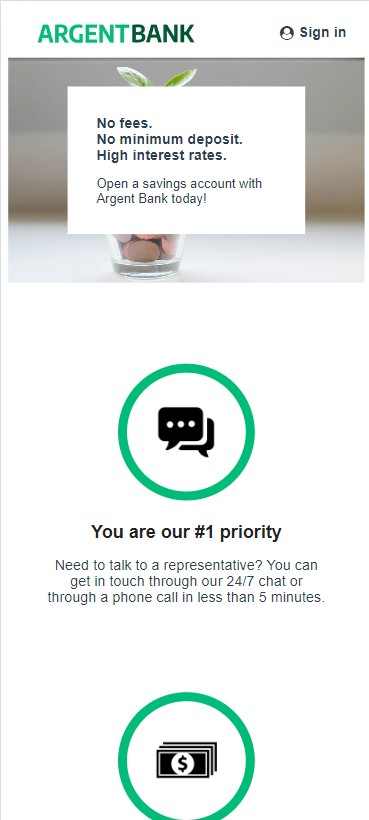 ARGENTBANK
Sign in
No fees.
No minimum deposit.
High interest rates.
Open a savings account with
Argent Bank today!
You are our #1 priority
Need to talk to a representative? You can
get in touch through our 24/7 chat or
through a phone call in less than 5 minutes.
$